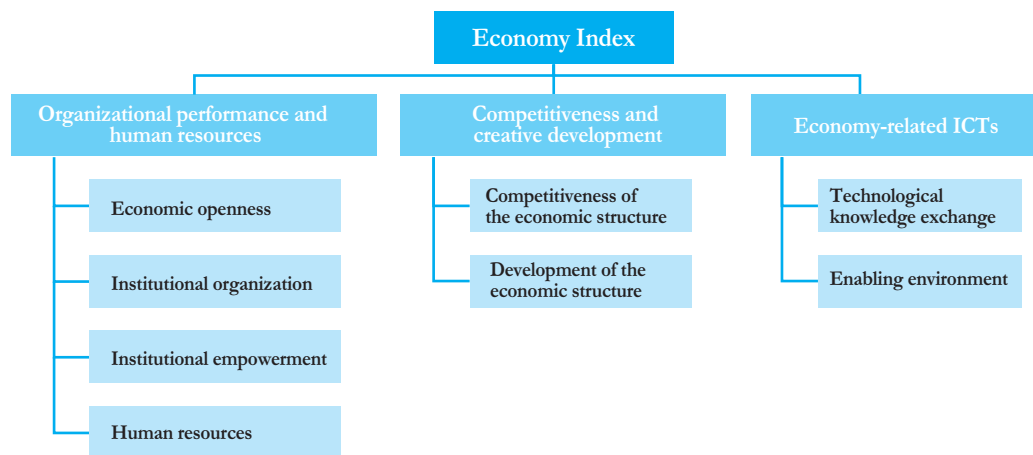 Economy Index
Organizational performance and
human resources
Economic openness
Institutional organization
Institutional empowerment
Human resources
Competitiveness and
creative development
Competitiveness of
the economic structure
Development of the
economic structure
Economy-related ICTs
Technological
knowledge exchange
Enabling environment